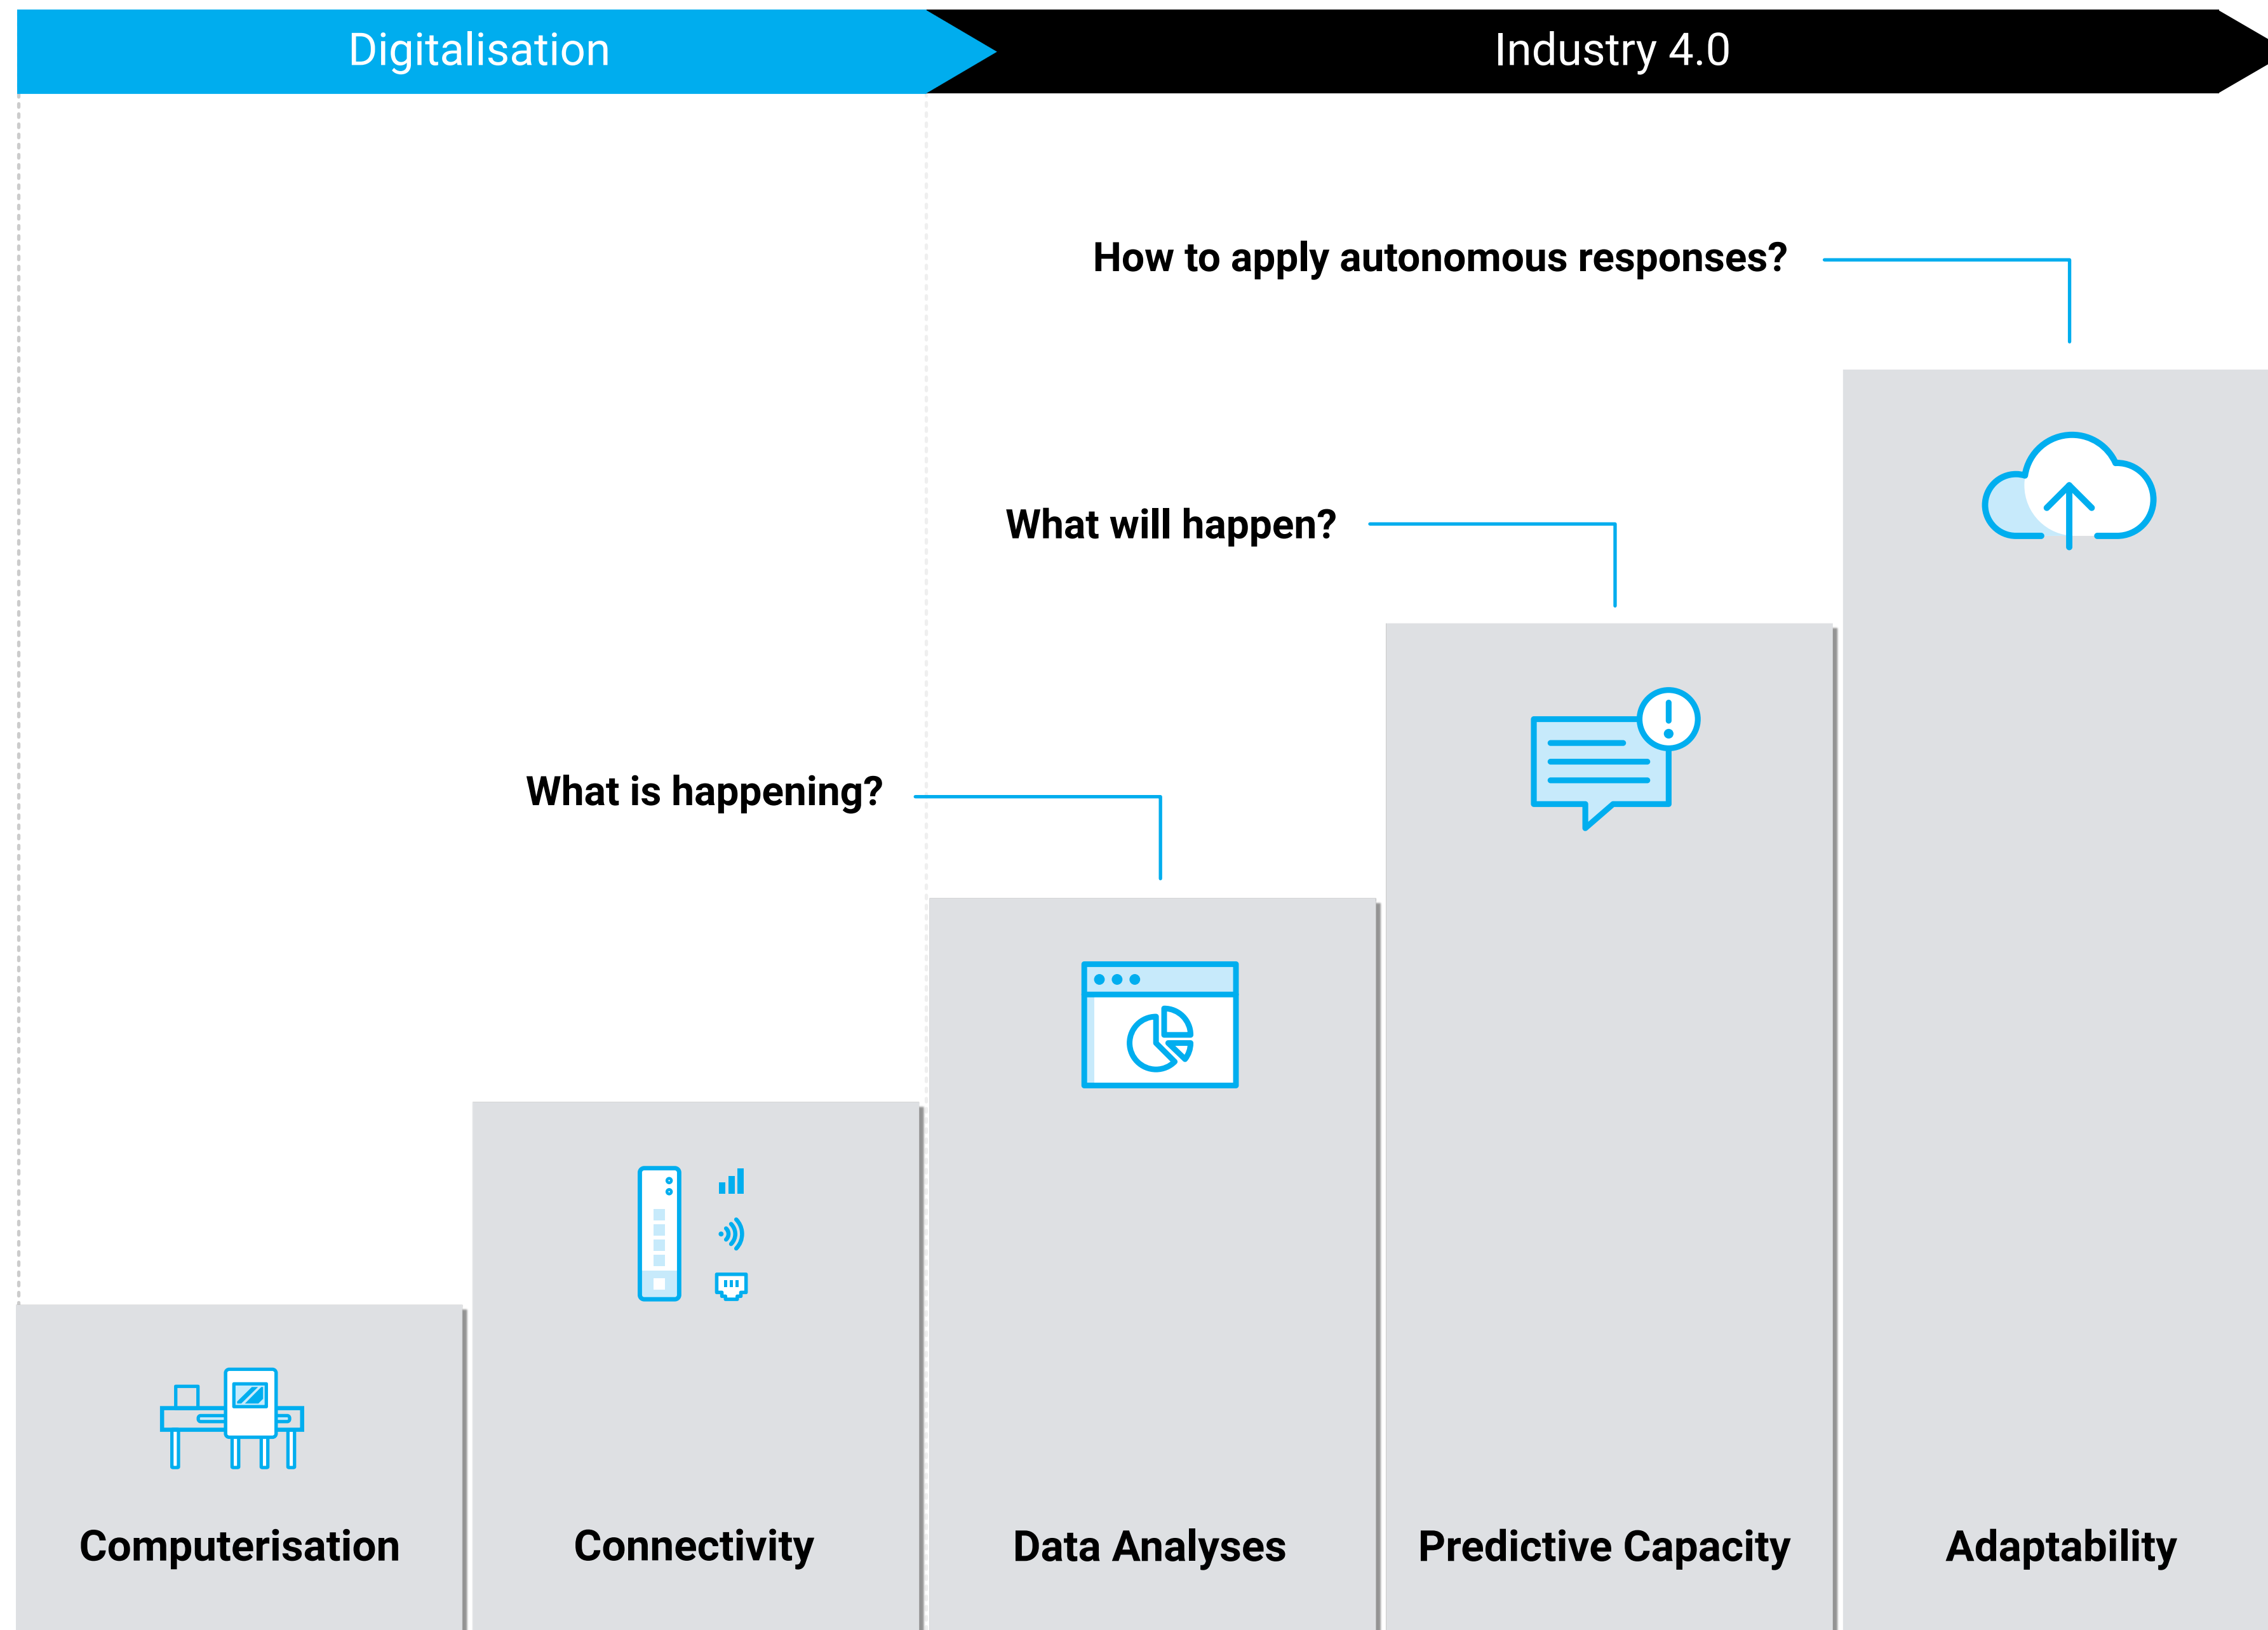 Digitalisation
Industry 4.0
How to apply autonomous responses?
What will happen?
What is happening?
Computerisation
Connectivity
Data Analyses
Predictive Capacity
Adaptability